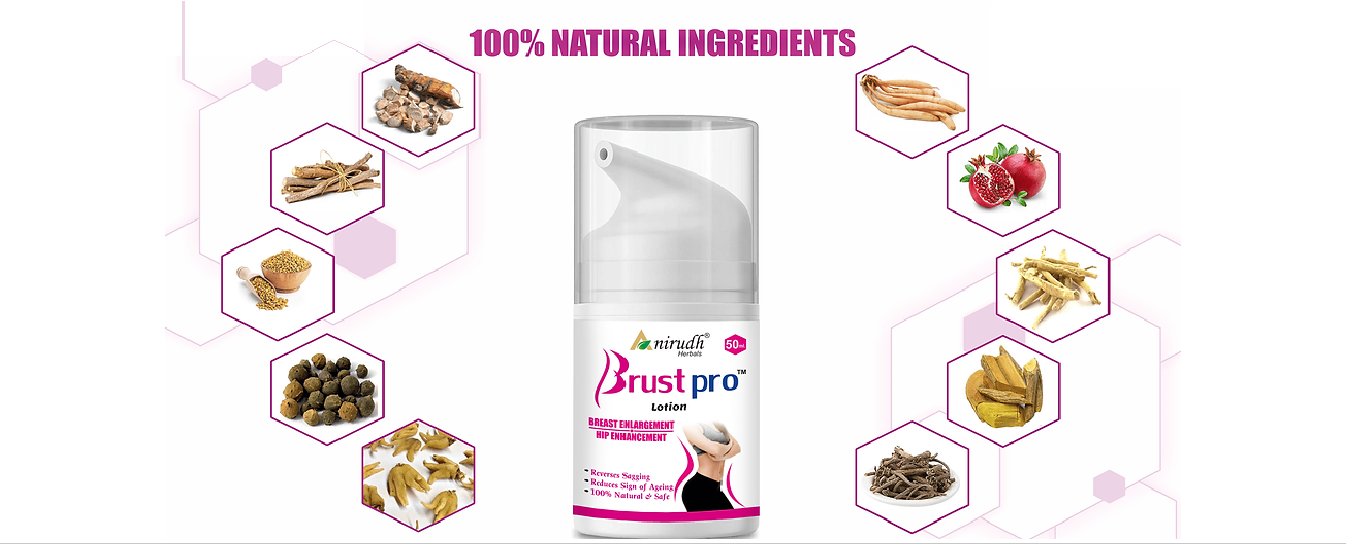 100% NATURAL INGREDIENTS
Anirudh®
Herbals
50ml
Brust pro™
Lotion
BREAST ENLARGEMENT
HIP ENHANCEMENT
- Reverses Sagging
- Reduces Sign of Ageing
- 100% Natural & Safe